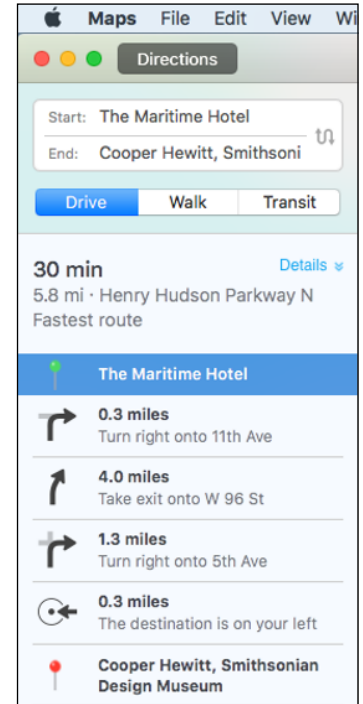 Maps File Edit View Wi
Directions
Start: The Maritime Hotel
End: Cooper Hewitt, Smithsoni
Drive Walk Transit
30 min Details
5.8 mi · Henry Hudson Parkway N
Fastest route
The Maritime Hotel
0.3 miles
Turn right onto 11th Ave
4.0 miles
Take exit onto W 96 St
1.3 miles
Turn right onto 5th Ave
0.3 miles
The destination is on your left
Cooper Hewitt, Smithsonian
Design Museum